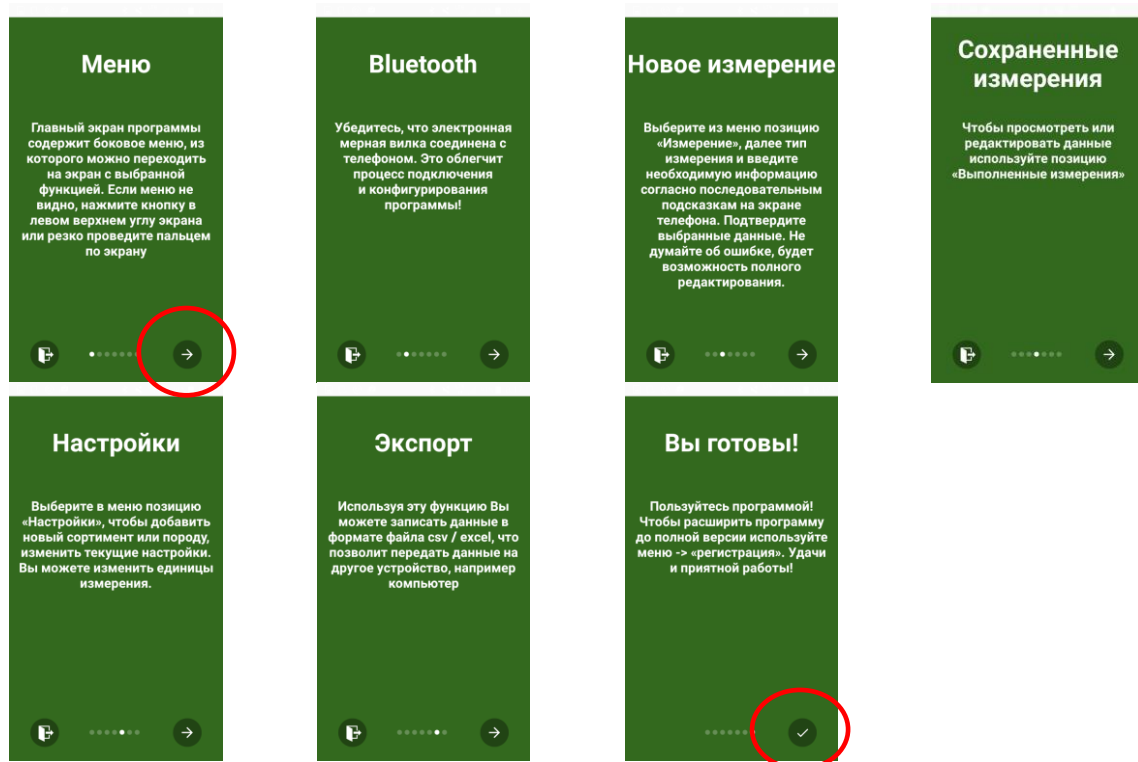 Меню
Главный экран программы
содержит боковое меню, из
которого можно переходить
на экран с выбранной
функцией. Если меню не
видно, нажмите кнопку в
левом верхнем углу экрана
или резко проведите пальцем
по экрану
Bluetooth
Убедитесь, что электронная
мерная вилка соединена с
телефоном. Это облегчит
процесс подключения
и конфигурирования
программы!
Новое измерение
Выберите из меню позицию
«Измерение», далее тип
измерения и введите
необходимую информацию
согласно последовательным
подсказкам на экране
телефона. Подтвердите
выбранные данные. Не
думайте об ошибке, будет
возможность полного
редактирования.
Сохраненные
измерения
Чтобы просмотреть или
редактировать данные
используйте позицию
«Выполненные измерения»
Настройки
Выберите в меню позицию
«Настройки», чтобы добавить
новый сортимент или породу,
изменить текущие настройки.
Вы можете изменить единицы
измерения.
Экспорт
Используя эту функцию Вы
можете записать данные в
формате файла csv / excel, что
позволит передать данные на
другое устройство, например
компьютер
Вы готовы!
Пользуйтесь программой!
Чтобы расширить программу
до полной версии используйте
меню -> «регистрация». Удачи
и приятной работы!